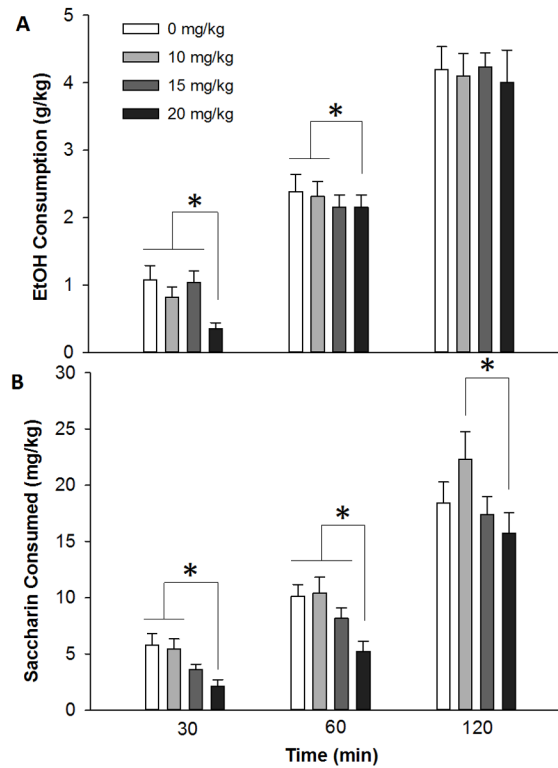 A
EtOH Consumption (g/kg)
5
4
3
2
1
0
0 mg/kg
10 mg/kg
15 mg/kg
20 mg/kg
*
*
B
Saccharin Consumed (mg/kg)
30
25
20
15
10
5
0
*
*
*
30 60 120
Time (min)